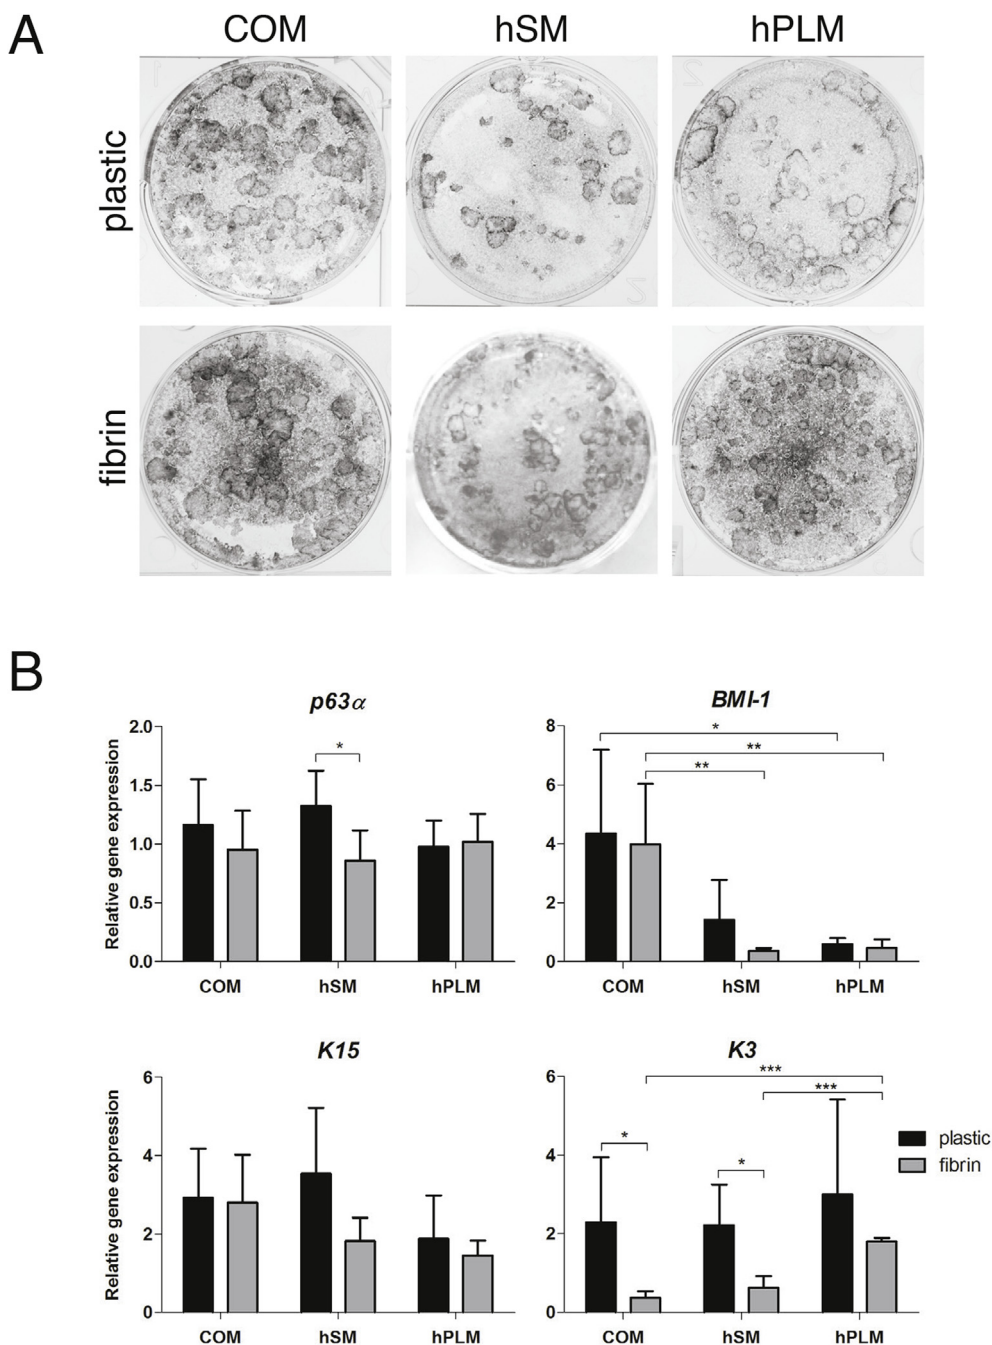 A
COM hSM hPLM
plastic
fibrin
B
p63α
Relative gene expression
2.0
1.5
1.0
0.5
0.0
*
COM hSM hPLM
BMI-1
8
6
4
2
0
*
**
**
COM hSM hPLM
K15
Relative gene expression
6
4
2
0
COM hSM hPLM
K3
6
4
2
0
***
***
*
*
COM hSM hPLM
plastic
fibrin